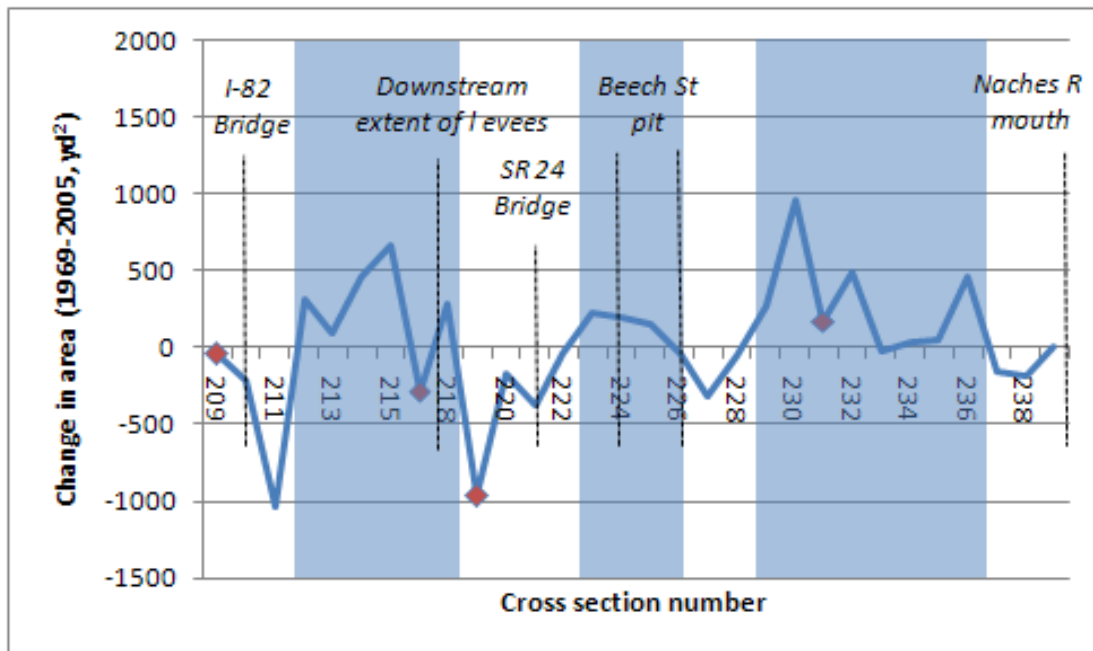 2000
1500
1000
500
0
-500
-1000
-1500
Change in area (1969-2005, yd²)
I-82
Bridge
Downstream
extent of l evees
SR 24
Bridge
Beech St
pit
Naches R
mouth
209
211
213
215
218
220
222
224
226
228
230
232
234
236
238
Cross section number